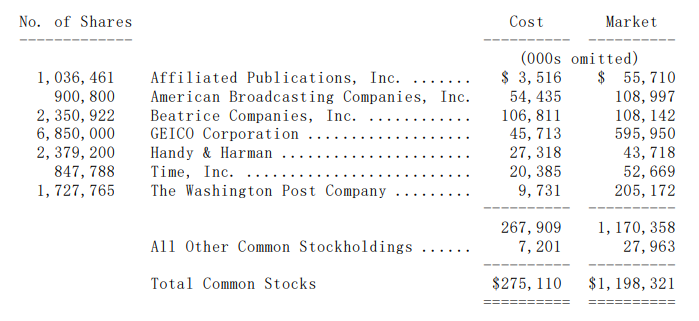 No. of Shares Cost Market
------------- ---------- ----------
(000s omitted)
1,036,461 Affiliated Publications, Inc. ....... $ 3,516 $ 55,710
900,800 American Broadcasting Companies, Inc. 54,435 108,997
2,350,922 Beatrice Companies, Inc. ............ 106,811 108,142
6,850,000 GEICO Corporation ................... 45,713 595,950
2,379,200 Handy & Harman ...................... 27,318 43,718
847,788 Time, Inc. .......................... 20,385 52,669
1,727,765 The Washington Post Company ......... 9,731 205,172
---------- ----------
267,909 1,170,358
All Other Common Stockholdings ...... 7,201 27,963
---------- ----------
Total Common Stocks $275,110 $1,198,321
========== ==========